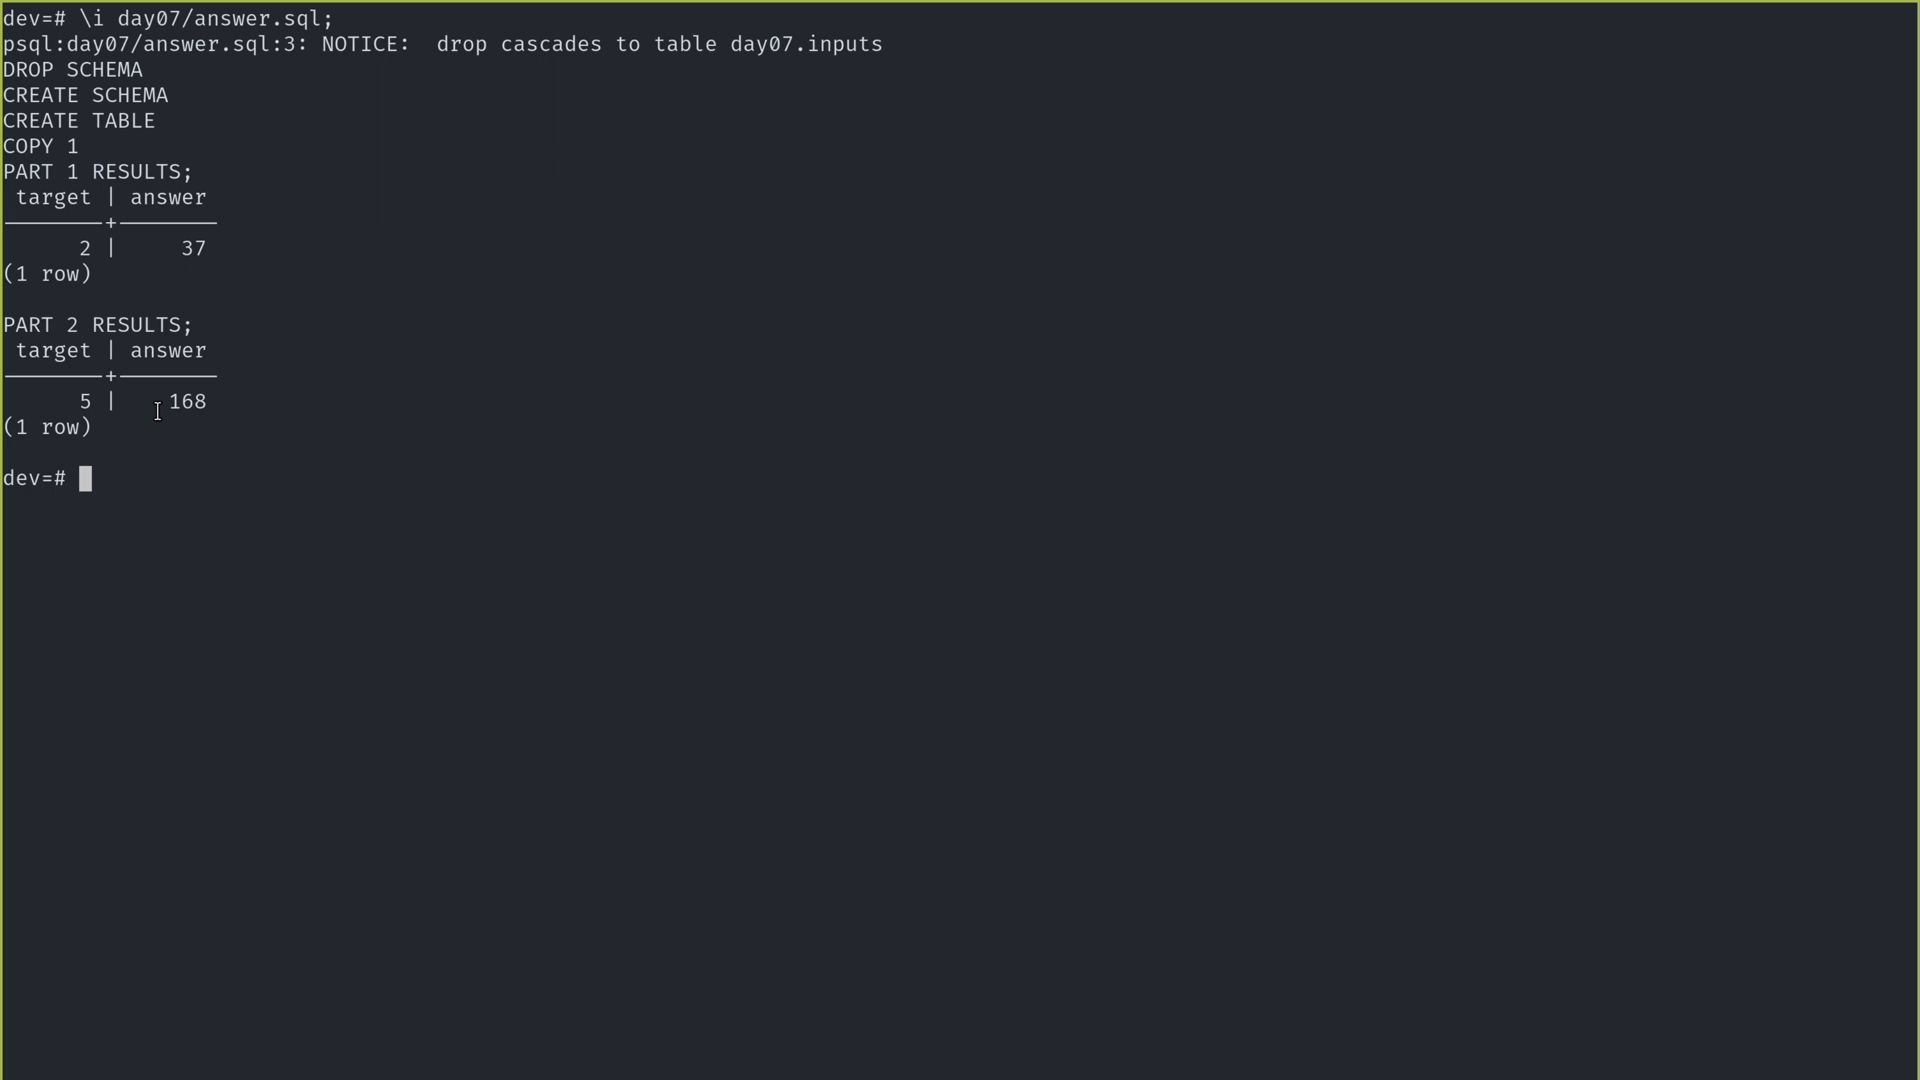 dev=# \i day07/answer.sql;
psql:day07/answer.sql:3: NOTICE:  drop cascades to table day07.inputs
DROP SCHEMA
CREATE SCHEMA
CREATE TABLE
COPY 1
PART 1 RESULTS;
 target | answer
--------+--------
      2 |     37
(1 row)

PART 2 RESULTS;
 target | answer
--------+--------
      5 |    168
(1 row)

dev=#